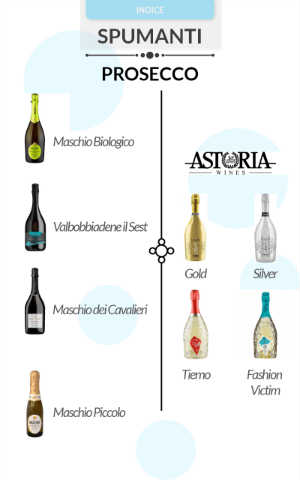 INDICE
SPUMANTI
PROSECCO
Maschio Biologico
Valbobbiadene il Sest
Maschio dei Cavalieri
Maschio Piccolo
ASTORIA
WINES
Gold
Silver
Tiemo
Fashion
Victim